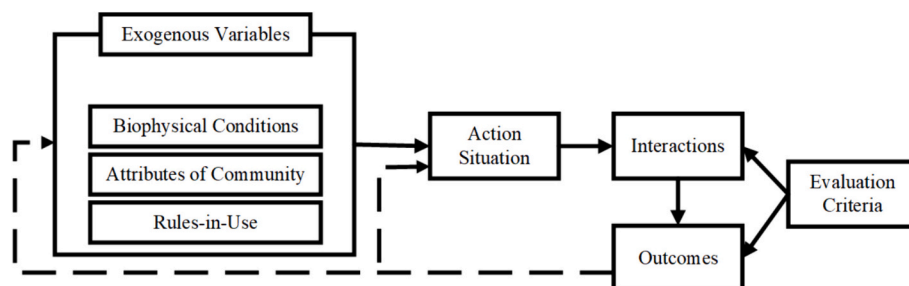 Exogenous Variables
Biophysical Conditions
Attributes of Community
Rules-in-Use
Action
Situation
Interactions
Outcomes
Evaluation
Criteria